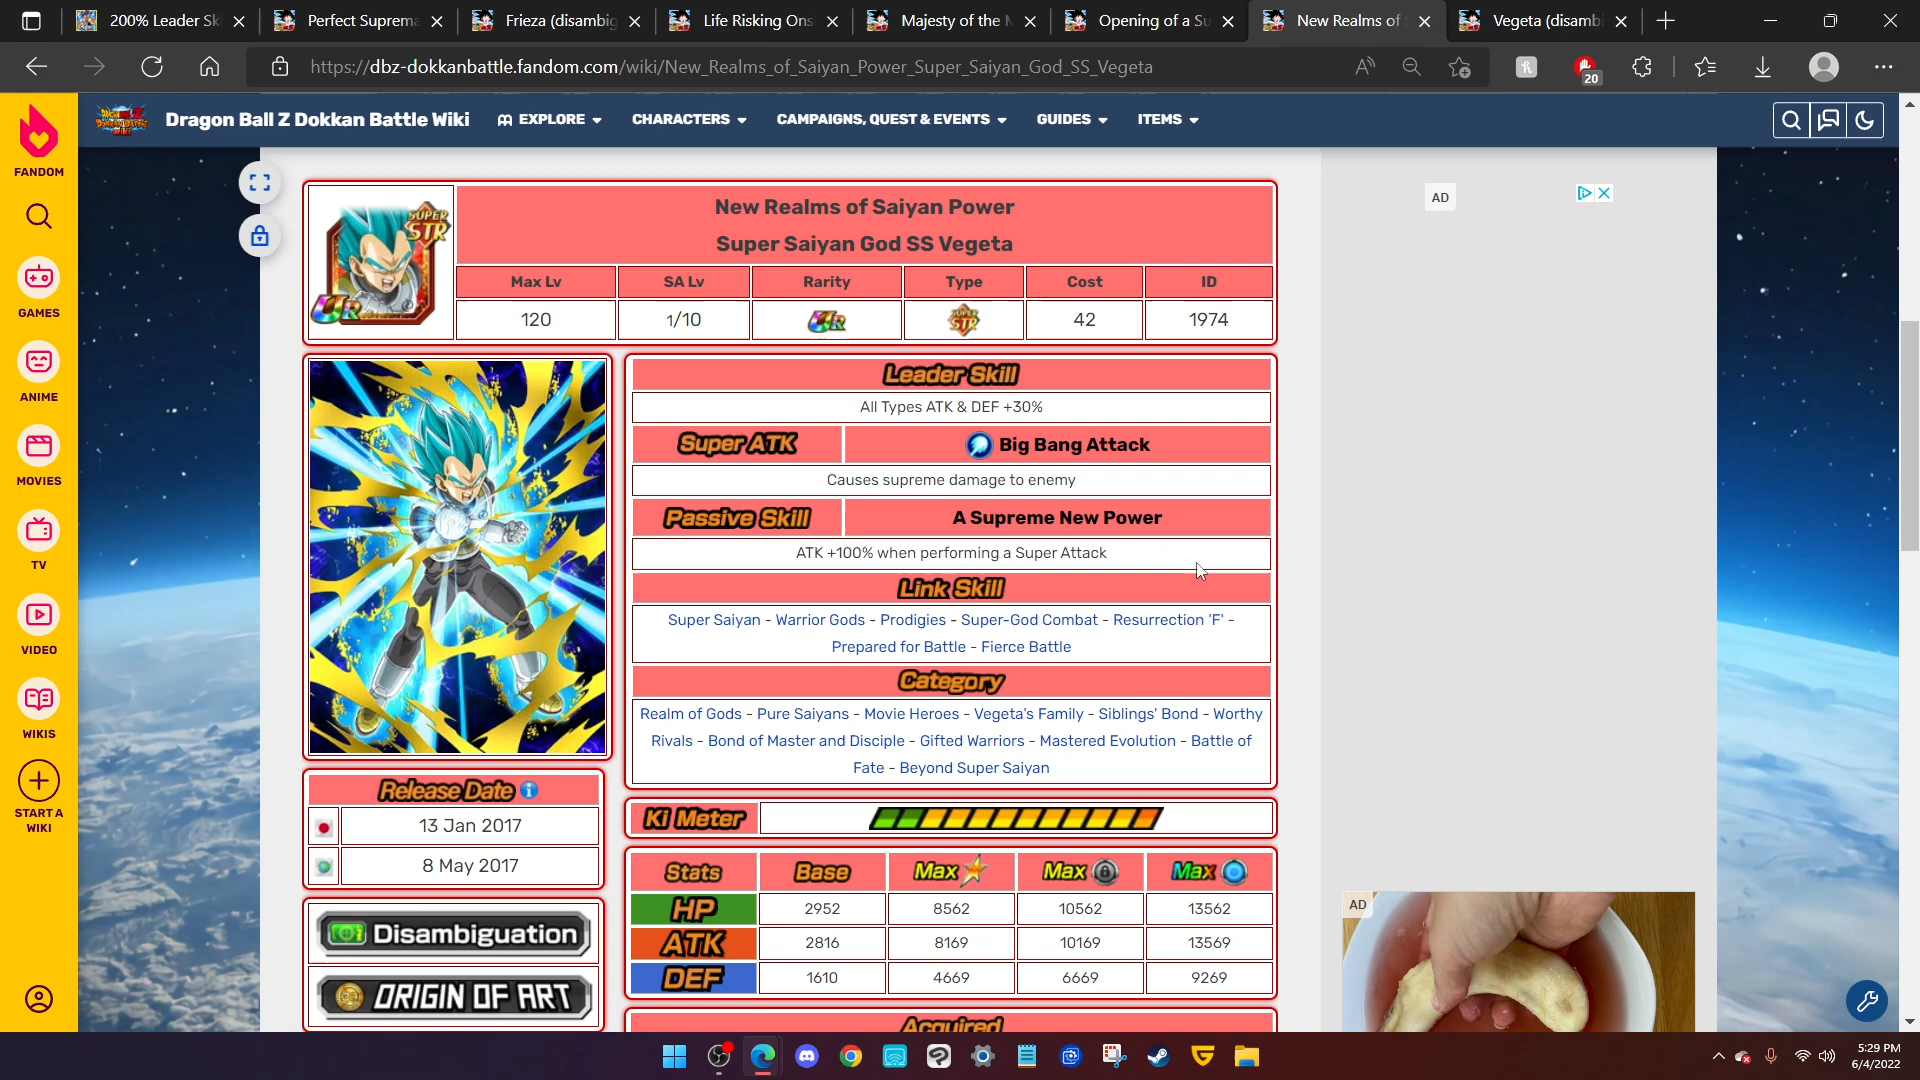 200% Leader Sk
Perfect Suprema
Frieza (disambig
Life Risking Ons
Majesty of the
Opening of a Su
New Realms of
Vegeta (disambi
https://dbz-dokkanbattle.fandom.com/wiki/New_Realms_of_Saiyan_Power_Super_Saiyan_God_SS_Vegeta
20
Dragon Ball Z Dokkan Battle Wiki
EXPLORE
CHARACTERS
CAMPAIGNS, QUEST & EVENTS
GUIDES
ITEMS
FANDOM
GAMES
ANIME
MOVIES
TV
VIDEO
WIKIS
START A
WIKI
SUPER
STR
UR
New Realms of Saiyan Power
Super Saiyan God SS Vegeta
Max Lv SA Lv Rarity Type Cost ID
120 1/10 UR SUPER STR 42 1974
Leader Skill
All Types ATK & DEF +30%
Super ATK Big Bang Attack
Causes supreme damage to enemy
Passive Skill A Supreme New Power
ATK +100% when performing a Super Attack
Link Skill
Super Saiyan - Warrior Gods - Prodigies - Super-God Combat - Resurrection 'F' -
Prepared for Battle - Fierce Battle
Category
Realm of Gods - Pure Saiyans - Movie Heroes - Vegeta's Family - Siblings' Bond - Worthy
Rivals - Bond of Master and Disciple - Gifted Warriors - Mastered Evolution - Battle of
Fate - Beyond Super Saiyan
Release Date
13 Jan 2017
8 May 2017
Disambiguation
ORIGIN OF ART
Ki Meter
Stats Base Max Max Max
HP 2952 8562 10562 13562
ATK 2816 8169 10169 13569
DEF 1610 4669 6669 9269
Acquired
AD
AD
5:29 PM
6/4/2022